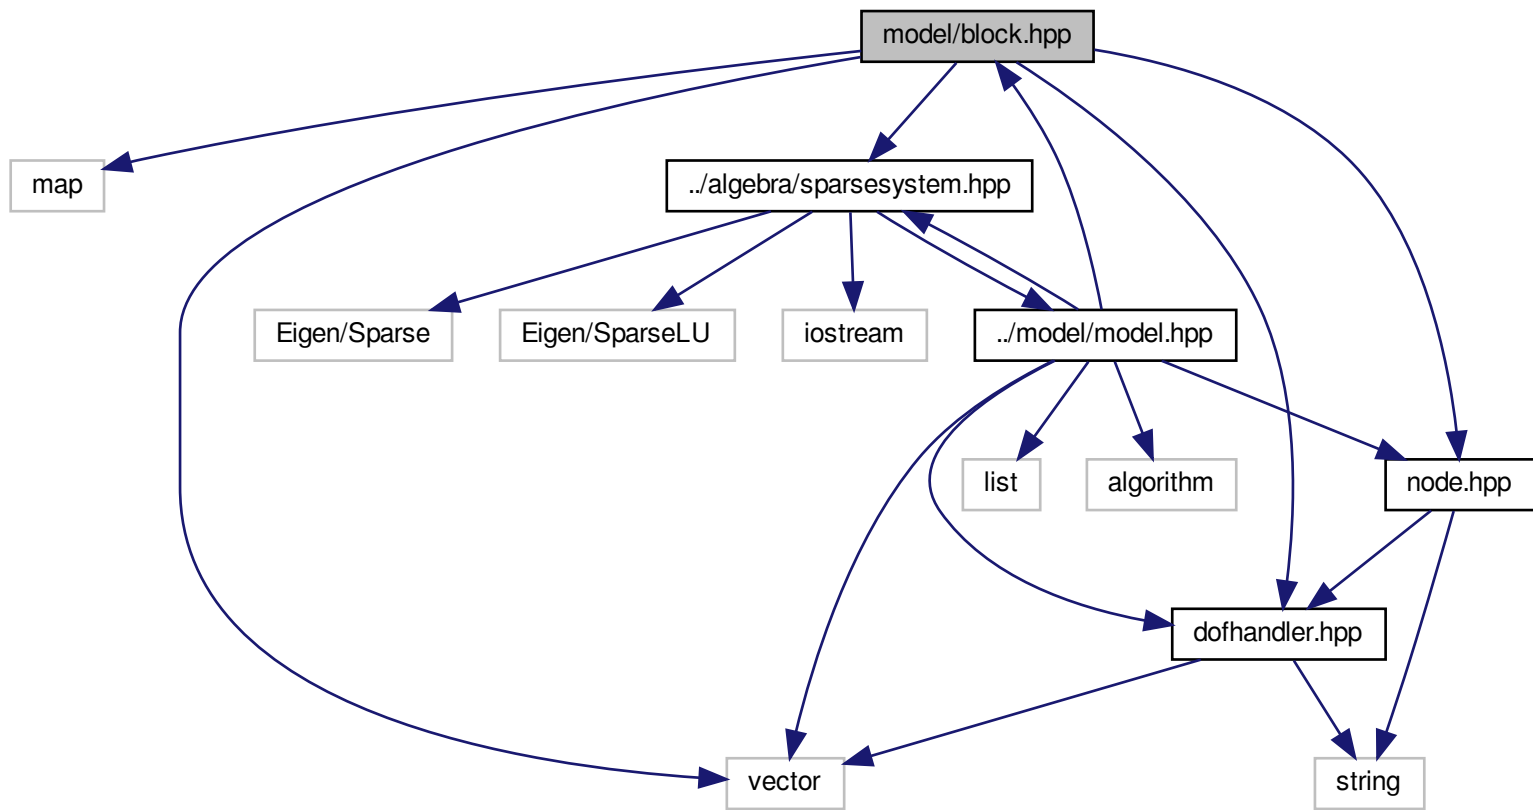 model/block.hpp
map
../algebra/sparsesystem.hpp
Eigen/Sparse
Eigen/SparseLU
iostream
../model/model.hpp
list
algorithm
node.hpp
dofhandler.hpp
vector
string